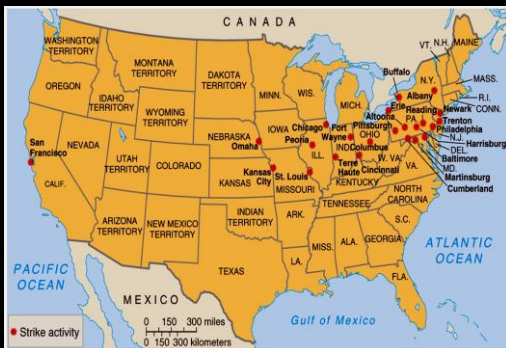 CANADA
WASHINGTON
TERRITORY
MONTANA
TERRITORY
DAKOTA
TERRITORY
MINN.
WIS.
MICH.
VT.
N.H.
MAINE
MASS.
R.I.
CONN.
N.Y.
Buffalo
Albany
Erie
Reading
Newark
Trenton
Philadelphia
PA.
N.J.
Harrisburg
DEL.
Baltimore
MD.
Martinsburg
Cumberland
Altoona
Pittsburgh
OREGON
IDAHO
TERRITORY
WYOMING
TERRITORY
NEBRASKA
Omaha
IOWA
Chicago
Peoria
ILL.
Fort
Wayne
IND.
OHIO
Columbus
Terre
Haute
Cincinnati
W. VA.
VA.
San
Francisco
NEVADA
CALIF.
UTAH
TERRITORY
COLORADO
KANSAS
Kansas
City
St. Louis
MISSOURI
KENTUCKY
TENNESSEE
NORTH
CAROLINA
S.C.
ARIZONA
TERRITORY
NEW MEXICO
TERRITORY
INDIAN
TERRITORY
ARK.
MISS.
ALA.
GEORGIA
TEXAS
LA.
FLA.
PACIFIC
OCEAN
ATLANTIC
OCEAN
MEXICO
Gulf of Mexico
0 150 300 miles
0 150 300 kilometers
Strike activity